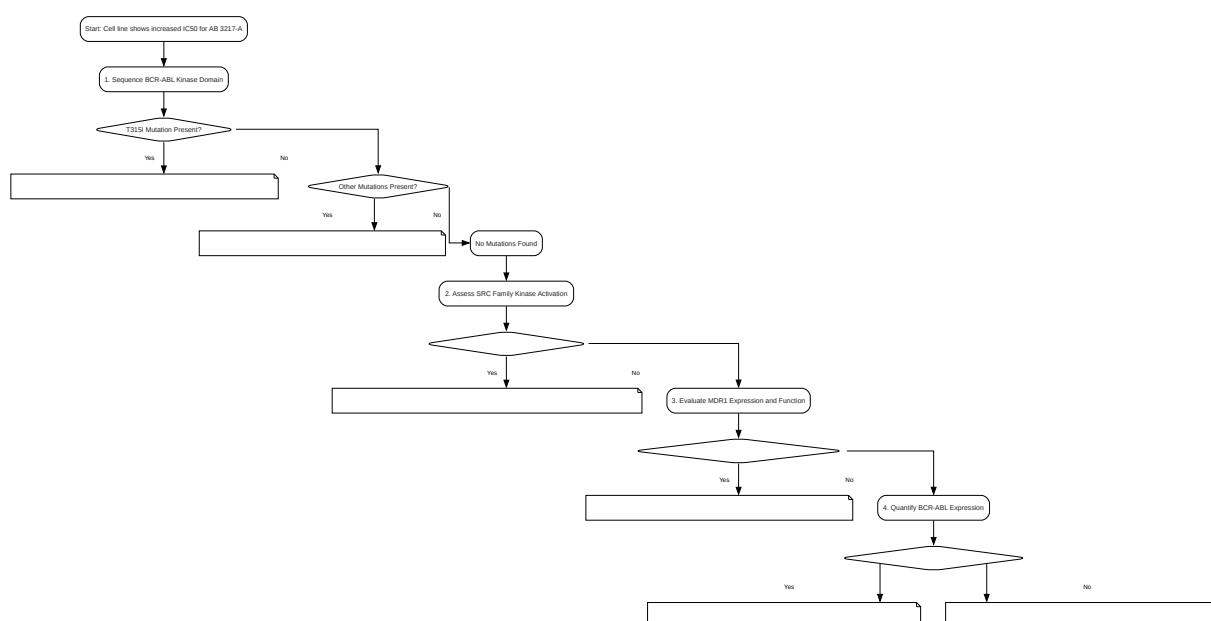 Start: Cell line shows increased IC50 for AB 3217-A
1. Sequence BCR-ABL Kinase Domain
T315I Mutation Present?
Yes
No
Other Mutations Present?
Yes
No
No Mutations Found
2. Assess SRC Family Kinase Activation
Yes
No
3. Evaluate MDR1 Expression and Function
Yes
No
4. Quantify BCR-ABL Expression
Yes
No